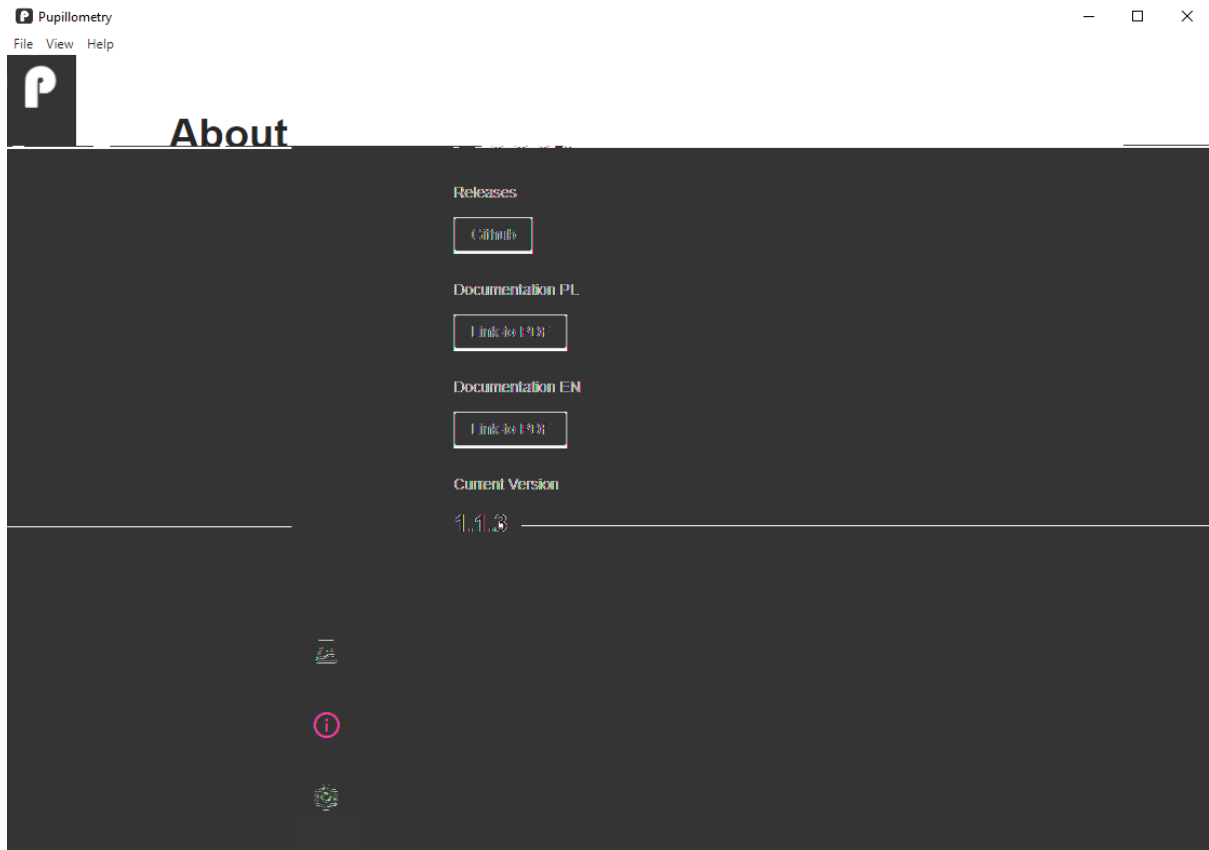 Pupillometry
File View Help
About
Releases
Github
Documentation PL
Link to PDF
Documentation EN
Link to PDF
Current Version
1.1.3